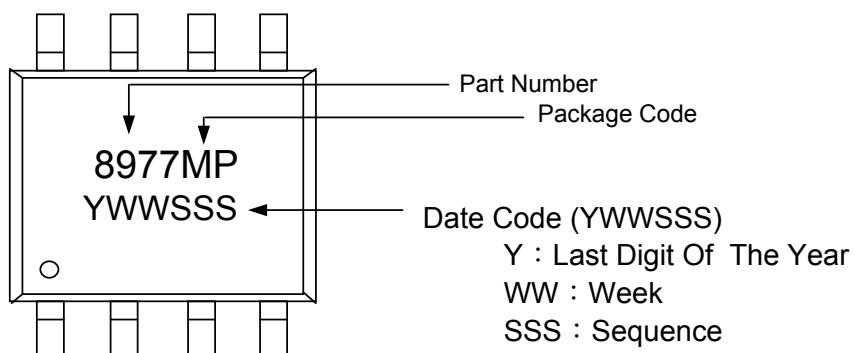 Part Number
Package Code
8977MP
YWWSSS
Date Code (YWWSSS)
Y：Last Digit Of The Year
WW：Week
SSS：Sequence